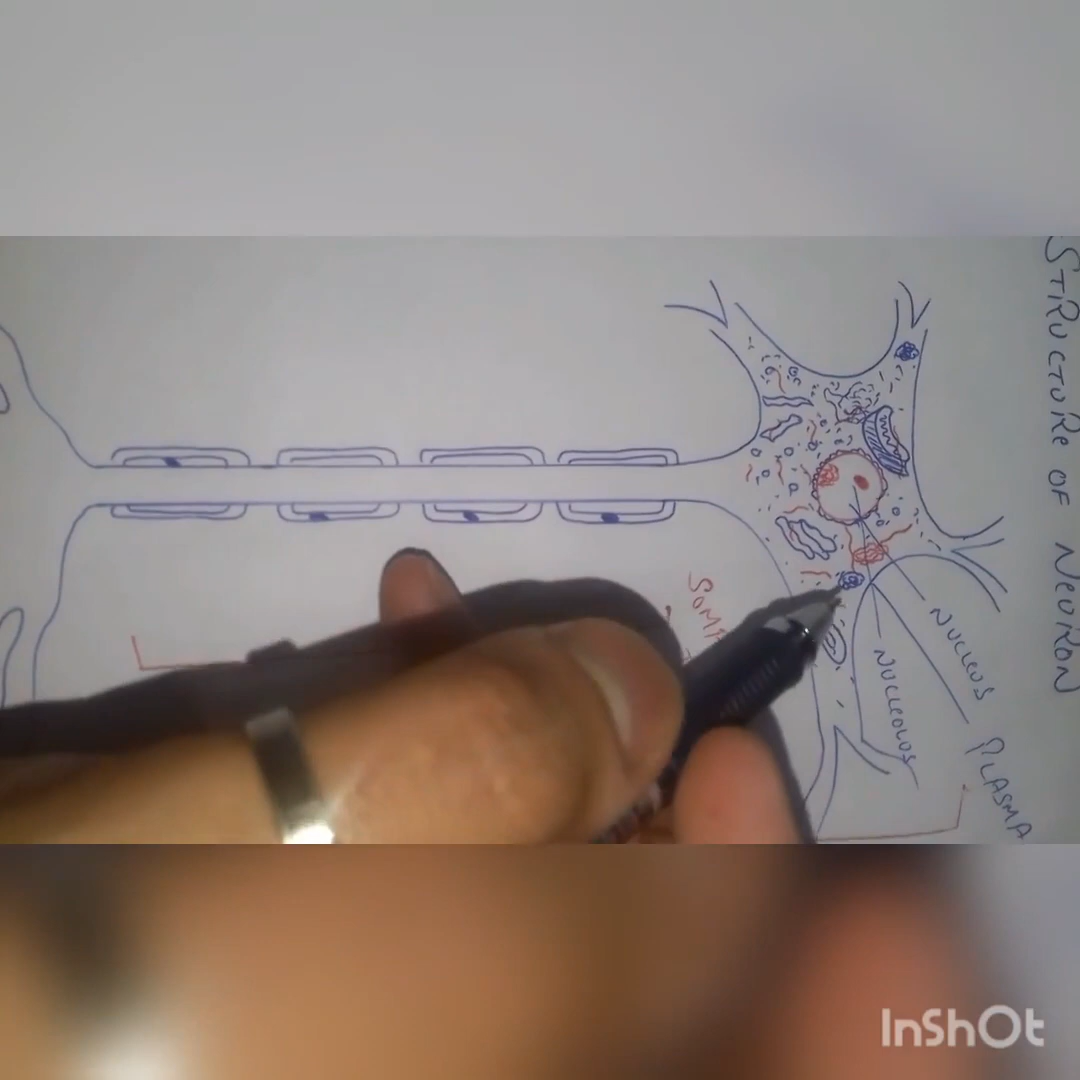 STRUCTURE OF NEURON
NUCLEUS
NUCLEOLUS
PLASMA
InShOt